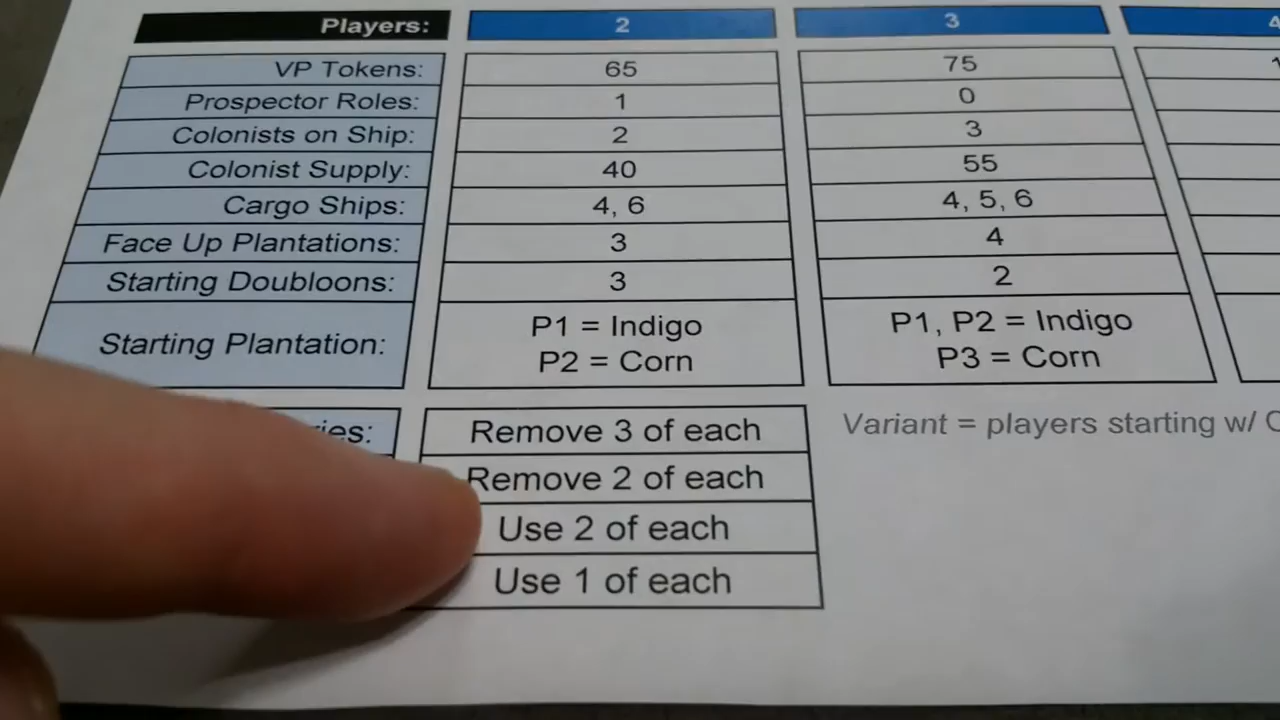 Players: 2 3 4
VP Tokens: 65 75
Prospector Roles: 1 0
Colonists on Ship: 2 3
Colonist Supply: 40 55
Cargo Ships: 4, 6 4, 5, 6
Face Up Plantations: 3 4
Starting Doubloons: 3 2
Starting Plantation: P1 = Indigo P1, P2 = Indigo
P2 = Corn P3 = Corn
Remove 3 of each Variant = players starting w/
Remove 2 of each
Use 2 of each
Use 1 of each